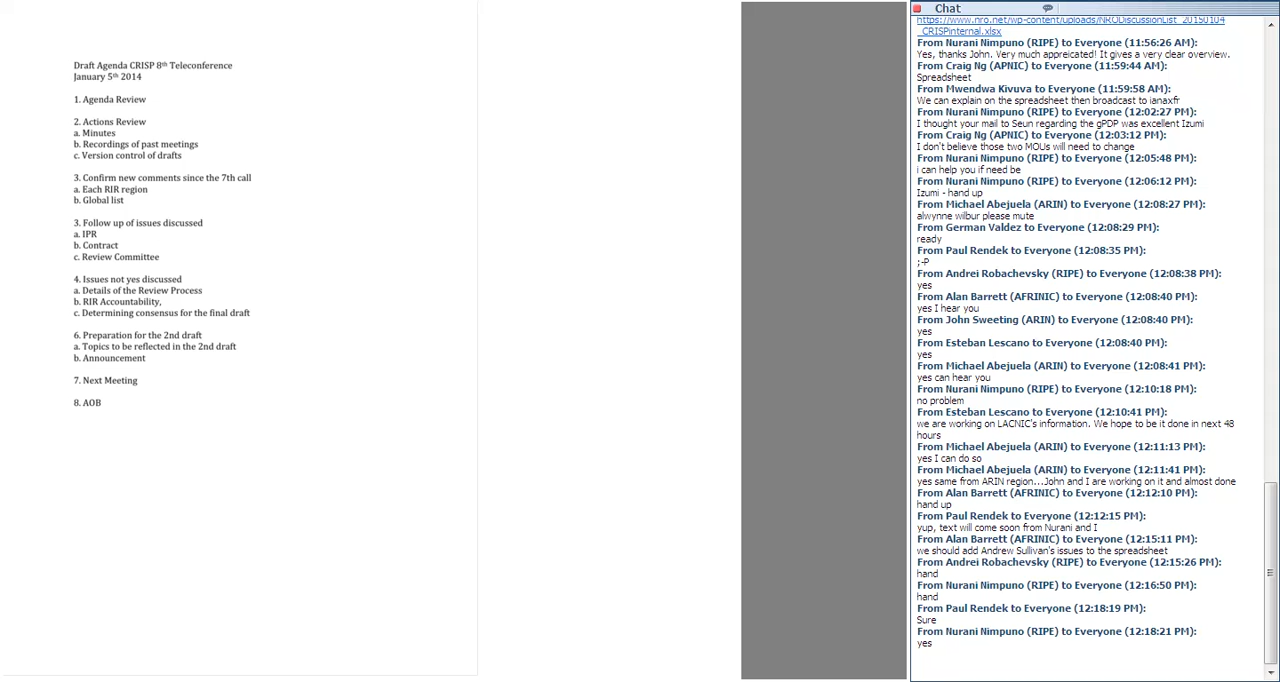 Draft Agenda CRISP 8th Teleconference
January 5th 2014
1. Agenda Review
2. Actions Review
a. Minutes
b. Recordings of past meetings
c. Version control of drafts
3. Confirm new comments since the 7th call
a. Each RIR region
b. Global list
3. Follow up of issues discussed
a. IPR
b. Contract
c. Review Committee
4. Issues not yes discussed
a. Details of the Review Process
b. RIR Accountability,
c. Determining consensus for the final draft
6. Preparation for the 2nd draft
a. Topics to be reflected in the 2nd draft
b. Announcement
7. Next Meeting
8. AOB
Chat
https://www.nro.net/wp-content/uploads/NRODiscussionList_20150104
_CRISPinternal.xlsx
From Nurani Nimpuno (RIPE) to Everyone (11:56:26 AM):
Yes, thanks John. Very much appreicated! It gives a very clear overview.
From Craig Ng (APNIC) to Everyone (11:59:44 AM):
Spreadsheet
From Mwendwa Kivuva to Everyone (11:59:58 AM):
We can explain on the spreadsheet then broadcast to ianaxfr
From Nurani Nimpuno (RIPE) to Everyone (12:02:27 PM):
I thought your mail to Seun regarding the gPDP was excellent Izumi
From Craig Ng (APNIC) to Everyone (12:03:12 PM):
I don't believe those two MOUs will need to change
From Nurani Nimpuno (RIPE) to Everyone (12:05:48 PM):
i can help you if need be
From Nurani Nimpuno (RIPE) to Everyone (12:06:12 PM):
Izumi - hand up
From Michael Abejuela (ARIN) to Everyone (12:08:27 PM):
alwynne wilbur please mute
From German Valdez to Everyone (12:08:29 PM):
ready
From Paul Rendek to Everyone (12:08:35 PM):
;-P
From Andrei Robachevsky (RIPE) to Everyone (12:08:38 PM):
yes
From Alan Barrett (AFRINIC) to Everyone (12:08:40 PM):
yes I hear you
From John Sweeting (ARIN) to Everyone (12:08:40 PM):
yes
From Esteban Lescano to Everyone (12:08:40 PM):
yes
From Michael Abejuela (ARIN) to Everyone (12:08:41 PM):
yes can hear you
From Nurani Nimpuno (RIPE) to Everyone (12:10:18 PM):
no problem
From Esteban Lescano to Everyone (12:10:41 PM):
we are working on LACNIC's information. We hope to be it done in next 48
hours
From Michael Abejuela (ARIN) to Everyone (12:11:13 PM):
yes I can do so
From Michael Abejuela (ARIN) to Everyone (12:11:41 PM):
yes same from ARIN region...John and I are working on it and almost done
From Alan Barrett (AFRINIC) to Everyone (12:12:10 PM):
hand up
From Paul Rendek to Everyone (12:12:15 PM):
yup, text will come soon from Nurani and I
From Alan Barrett (AFRINIC) to Everyone (12:15:11 PM):
we should add Andrew Sullivan's issues to the spreadsheet
From Andrei Robachevsky (RIPE) to Everyone (12:15:26 PM):
hand
From Nurani Nimpuno (RIPE) to Everyone (12:16:50 PM):
hand
From Paul Rendek to Everyone (12:18:19 PM):
Sure
From Nurani Nimpuno (RIPE) to Everyone (12:18:21 PM):
yes